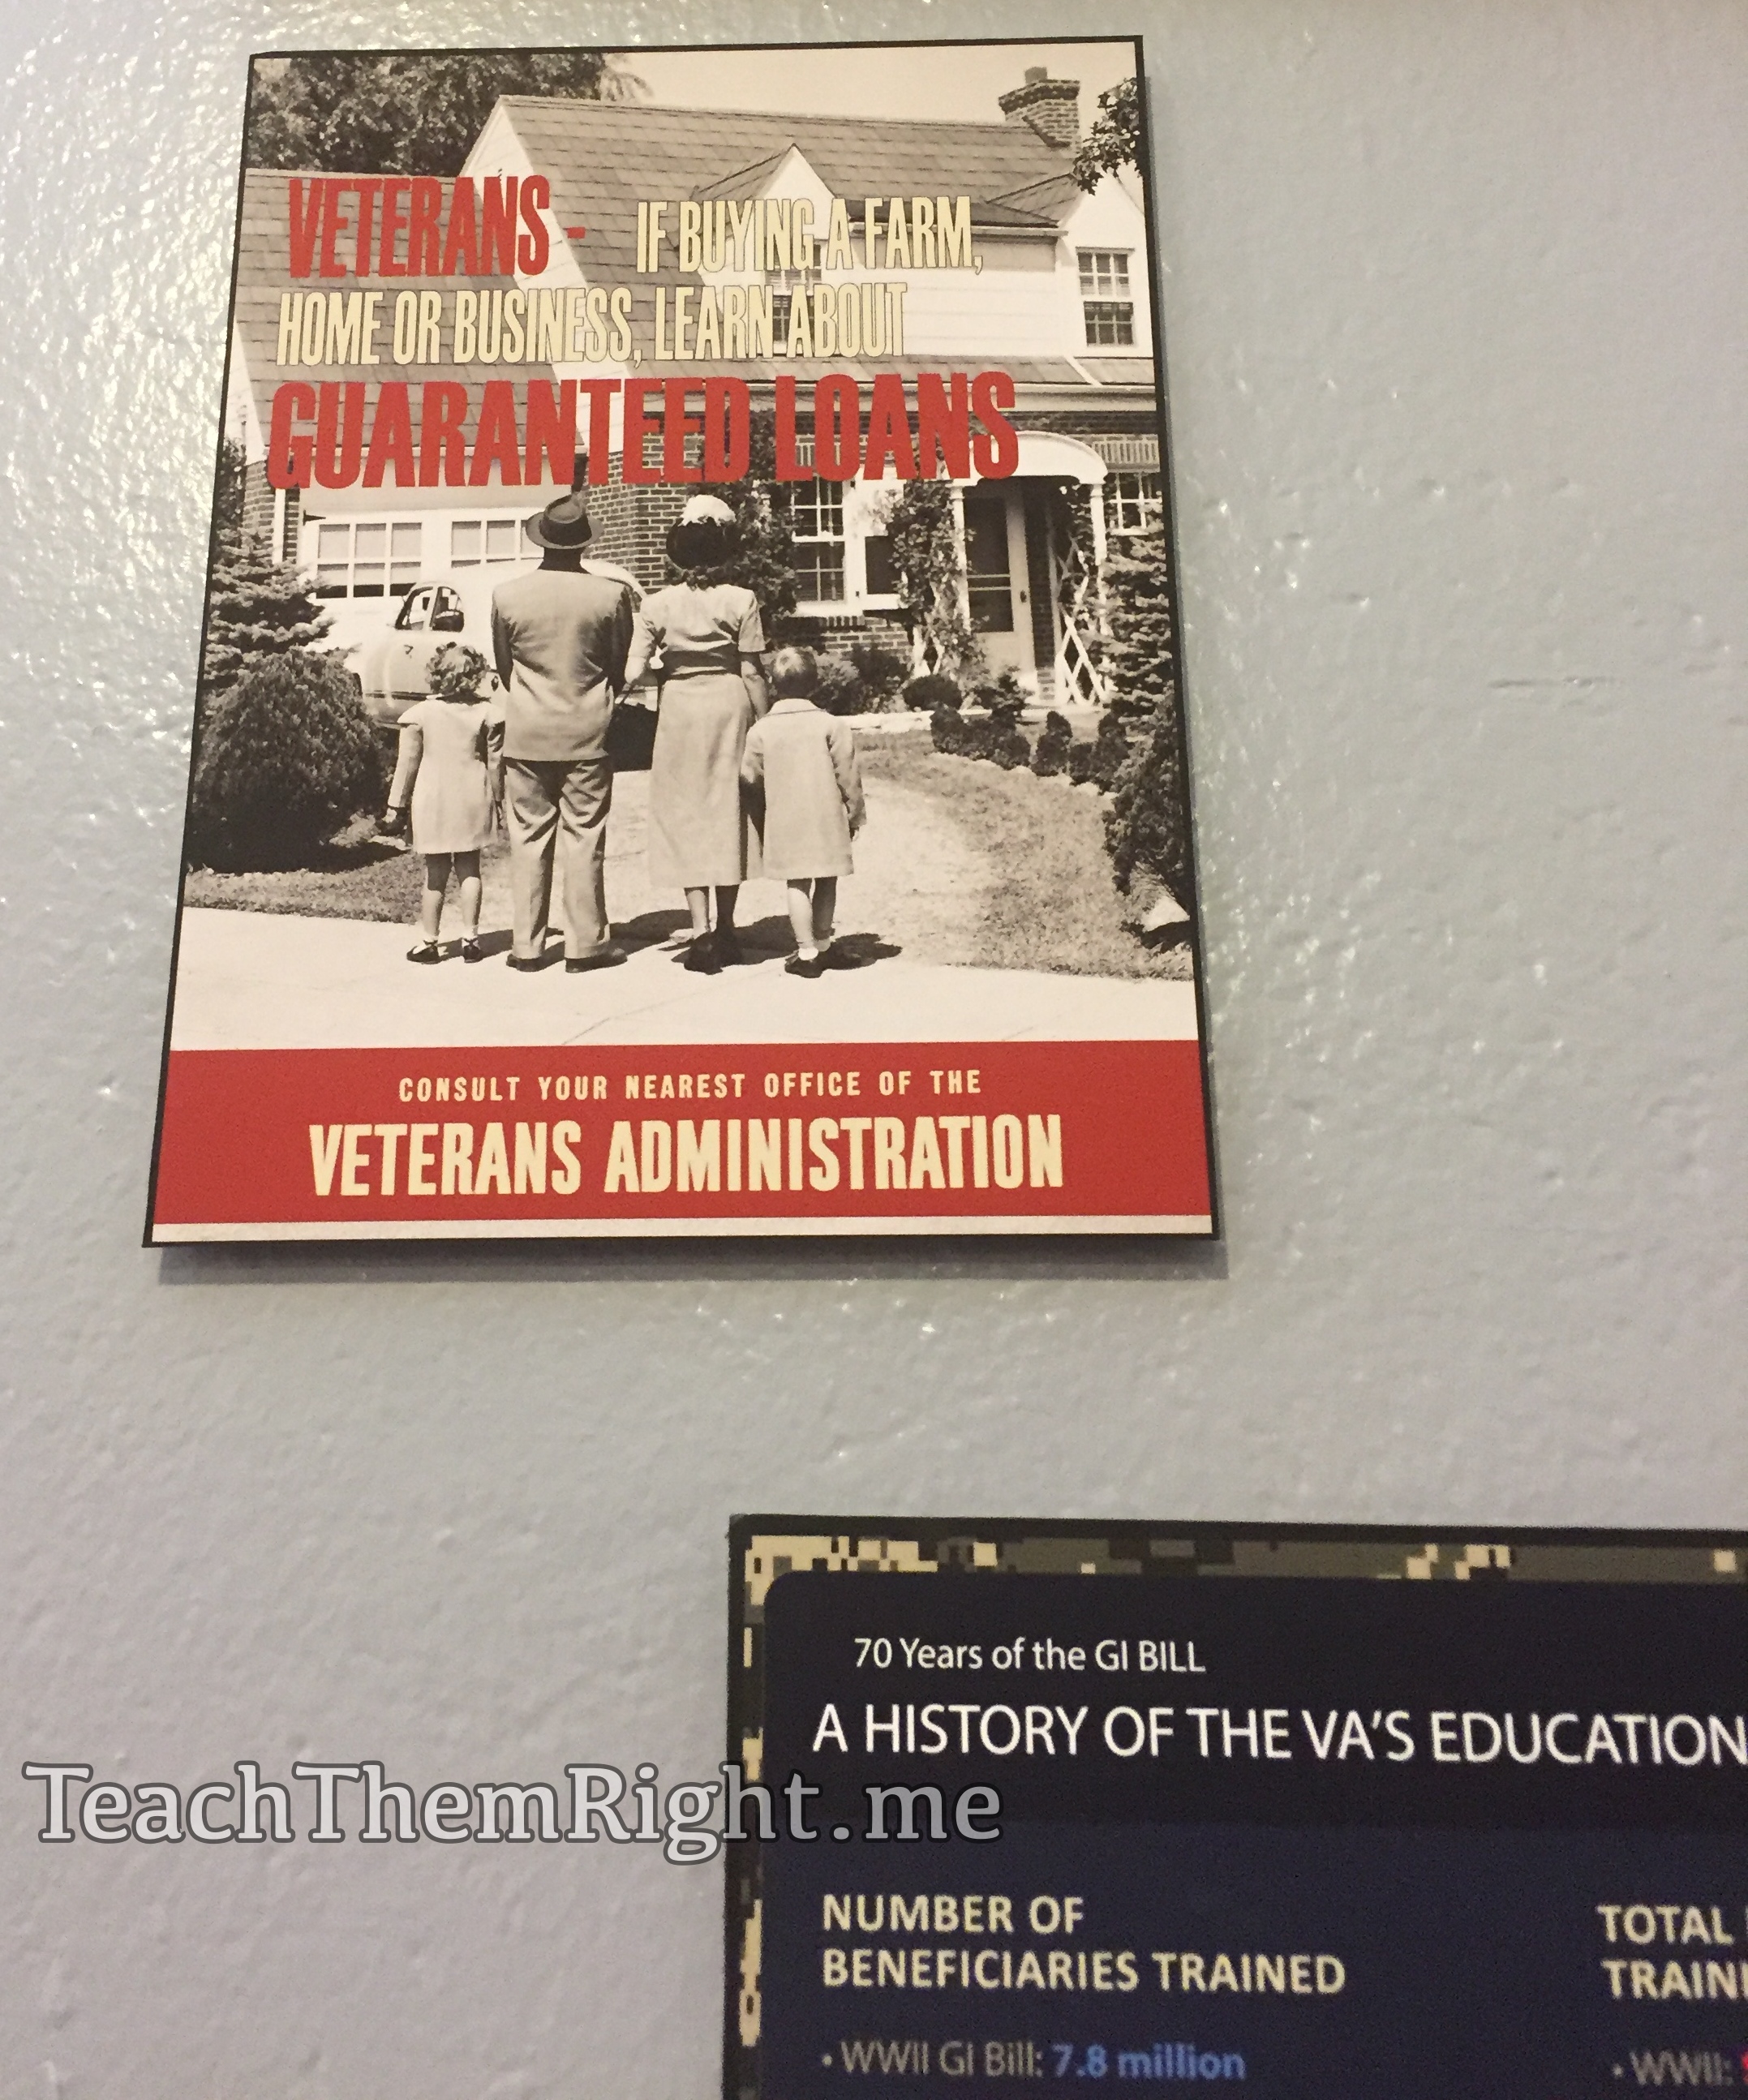 VETERANS - IF BUYING A FARM,
HOME OR BUSINESS, LEARN ABOUT
GUARANTEED LOANS
CONSULT YOUR NEAREST OFFICE OF THE
VETERANS ADMINISTRATION
70 Years of the GI BILL
A HISTORY OF THE VA'S EDUCATION
TeachThemRight.me
NUMBER OF
BENEFICIARIES TRAINED
• WWII GI Bill: 7.8 million
TOTAL
• WWII: